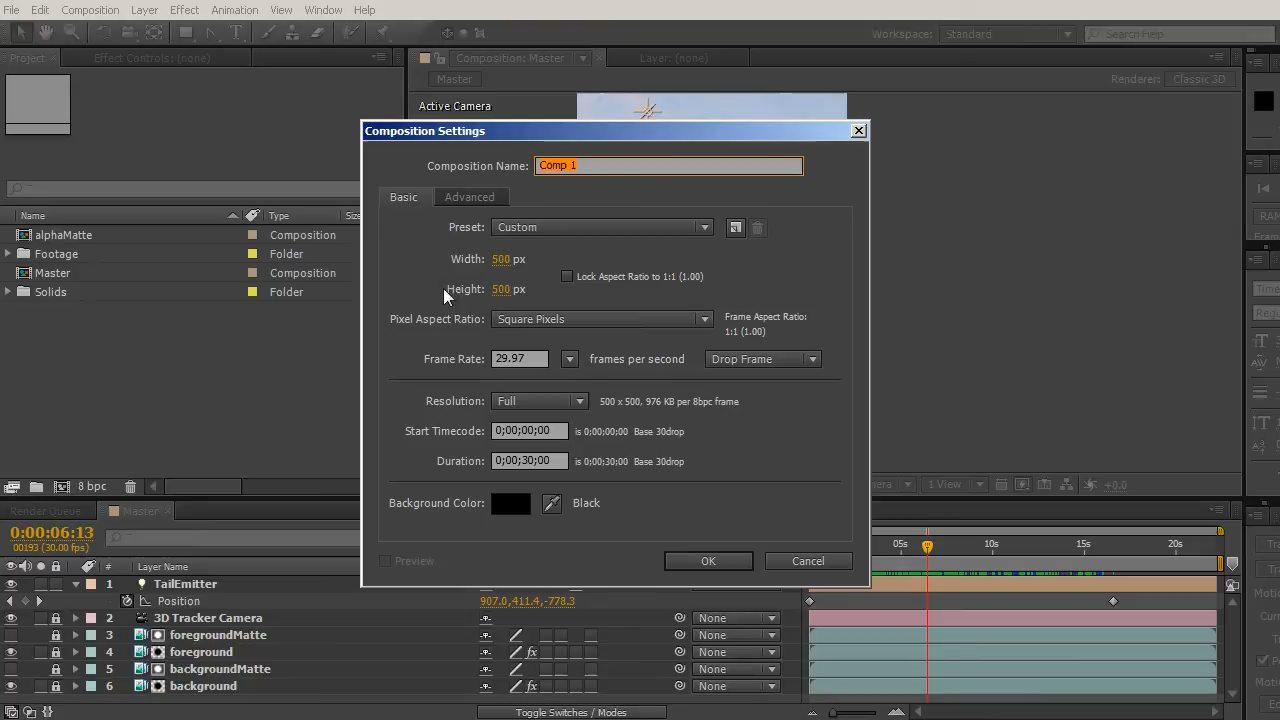 File Edit Composition Layer Effect Animation View Window Help
Workspace: Standard Search Help
Project Effect Controls: (none) Composition: Master Layer: (none)
Master Renderer: Classic 3D
Active Camera
Composition Settings
Composition Name: Comp 1
Basic Advanced
Preset: Custom
Width: 500 px
Lock Aspect Ratio to 1:1 (1.00)
Height: 500 px
Pixel Aspect Ratio: Square Pixels Frame Aspect Ratio:
1:1 (1.00)
Frame Rate: 29.97 frames per second Drop Frame
Resolution: Full 500 x 500, 976 KB per 8bpc frame
Start Timecode: 0;00;00;00 is 0;00;00;00 Base 30drop
Duration: 0;00;30;00 is 0;00;30;00 Base 30drop
Background Color: Black
Preview OK Cancel
Name Type Size
alphaMatte Composition
Footage Folder
Master Composition
Solids Folder
8 bpc
1 View +0.0
Render Queue Master
0:00:06:13
00193 (30.00 fps)
05s 10s 15s 20s
# Layer Name
1 TailEmitter
Position 907.0,411.4,-778.3
2 3D Tracker Camera None
3 foregroundMatte None
4 foreground fx None
5 backgroundMatte None
6 background fx None
Toggle Switches / Modes